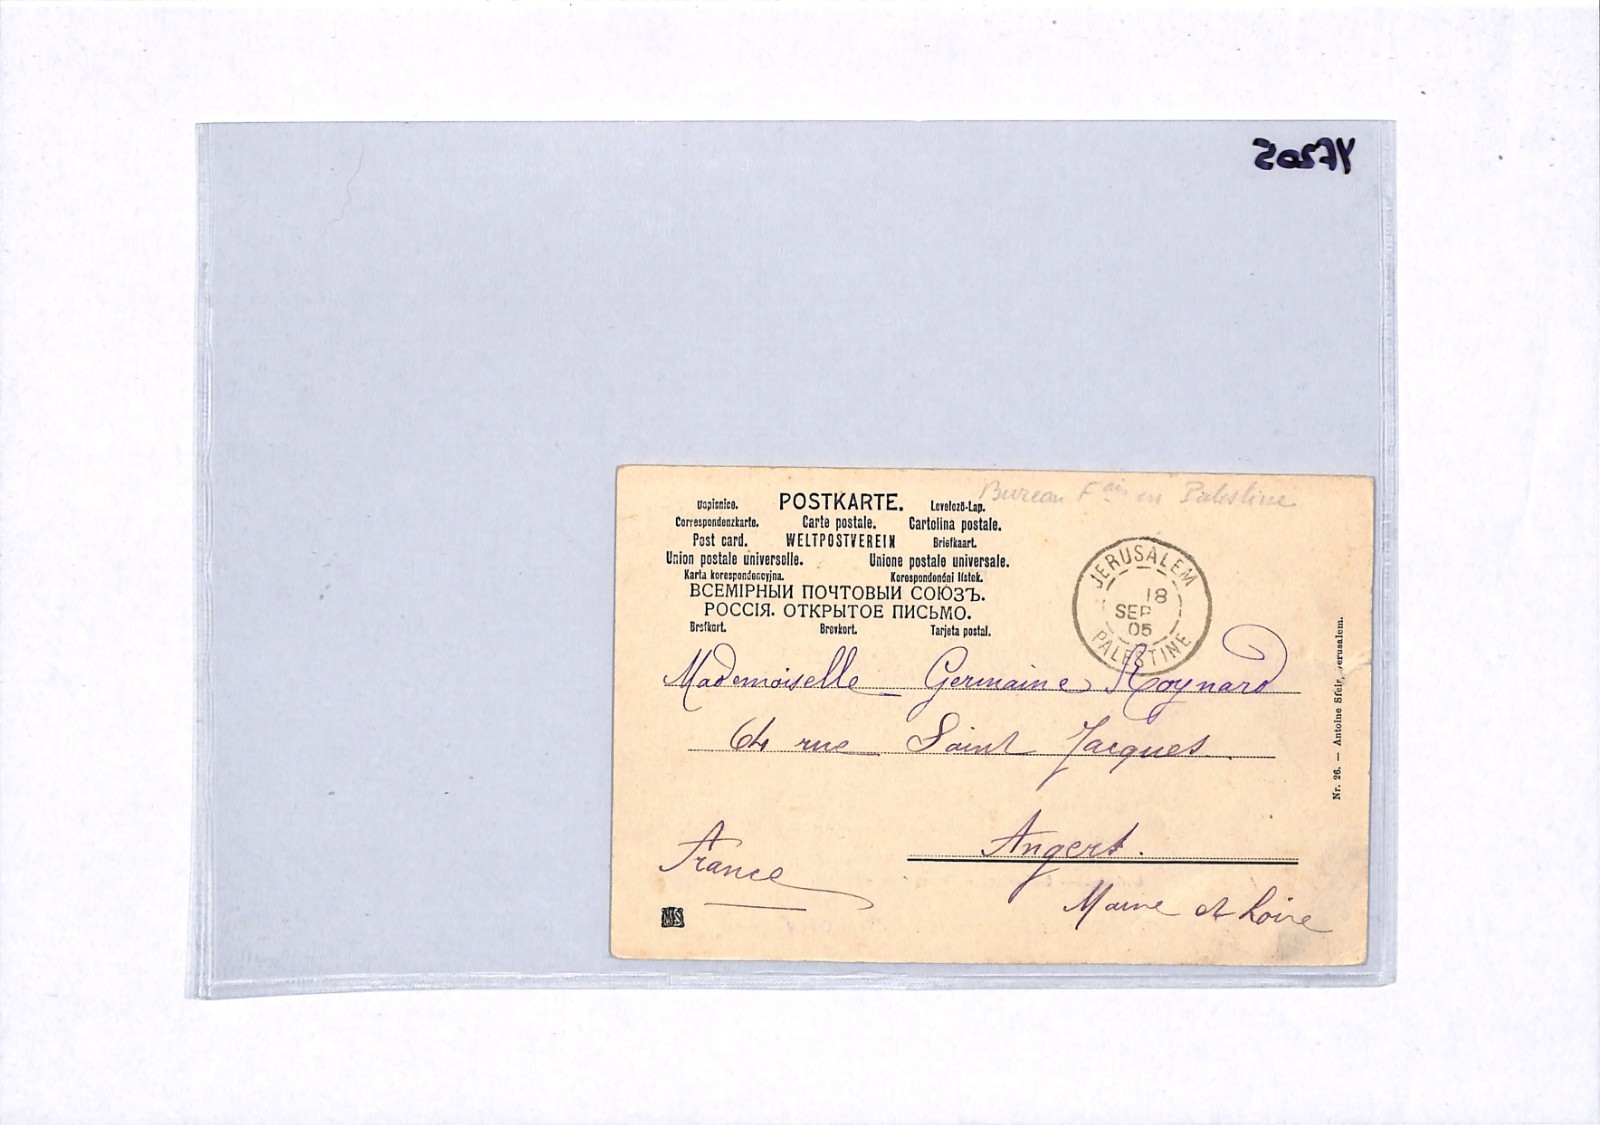 YF205
Bureau Fais en Palestine
Dopisnice. POSTKARTE. Levelező-Lap.
Correspondenzkarte. Carte postale. Cartolina postale.
Post card. WELTPOSTVEREIN Briefkaart.
Union postale universelle. Unione postale universale.
Karta korespondencyjna. Korespondenční lístek.
ВСЕМІРНЫЙ ПОЧТОВЫЙ СОЮЗЪ.
РОССІЯ. ОТКРЫТОЕ ПИСЬМО.
Brefkort. Brevkort. Tarjeta postal.
JERUSALEM
18
SEP
05
PALESTINE
Mademoiselle Germaine Roynard
64 rue Saint Jacques
Angers.
France
Maine et Loire
Nr. 26. — Antoine Sfeir, Jerusalem.